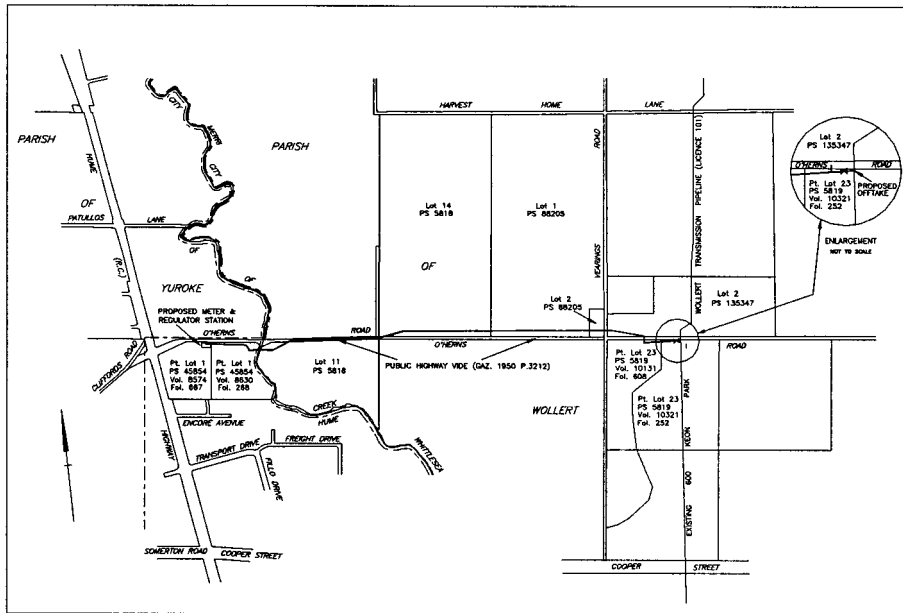 HARVEST HOME LANE
PARISH
PARISH
CITY
MERRI
CITY
OF
OF
HUME
OF
PATULLOS LANE
(R.C.)
YUROKE
PROPOSED METER &
REGULATOR STATION
O'HERNS ROAD
CLIFFORDS ROAD
Pt. Lot 1
PS 45854
Vol. 8574
Fol. 687
Pt. Lot 1
PS 45854
Vol. 8630
Fol. 288
Lot 11
PS 5818
ENCORE AVENUE
TRANSPORT DRIVE
FREIGHT DRIVE
FILLO DRIVE
HIGHWAY
SOMERTON ROAD
COOPER STREET
CREEK
HUME
WHITTLESEA
Lot 14
PS 5818
Lot 1
PS 88205
OF
Lot 2
PS 88205
O'HERNS
PUBLIC HIGHWAY VIDE (GAZ. 1950 P.3212)
WOLLERT
ROAD
YEARINGS
WOLLERT TRANSMISSION PIPELINE (LICENCE 101)
Lot 2
PS 135347
ROAD
Pt. Lot 23
PS 5819
Vol. 10131
Fol. 608
Pt. Lot 23
PS 5819
Vol. 10321
Fol. 252
EXISTING 600 KEON PARK
COOPER STREET
Lot 2
PS 135347
O'HERNS ROAD
Pt. Lot 23
PS 5819
Vol. 10321
Fol. 252
PROPOSED
OFFTAKE
ENLARGEMENT
NOT TO SCALE